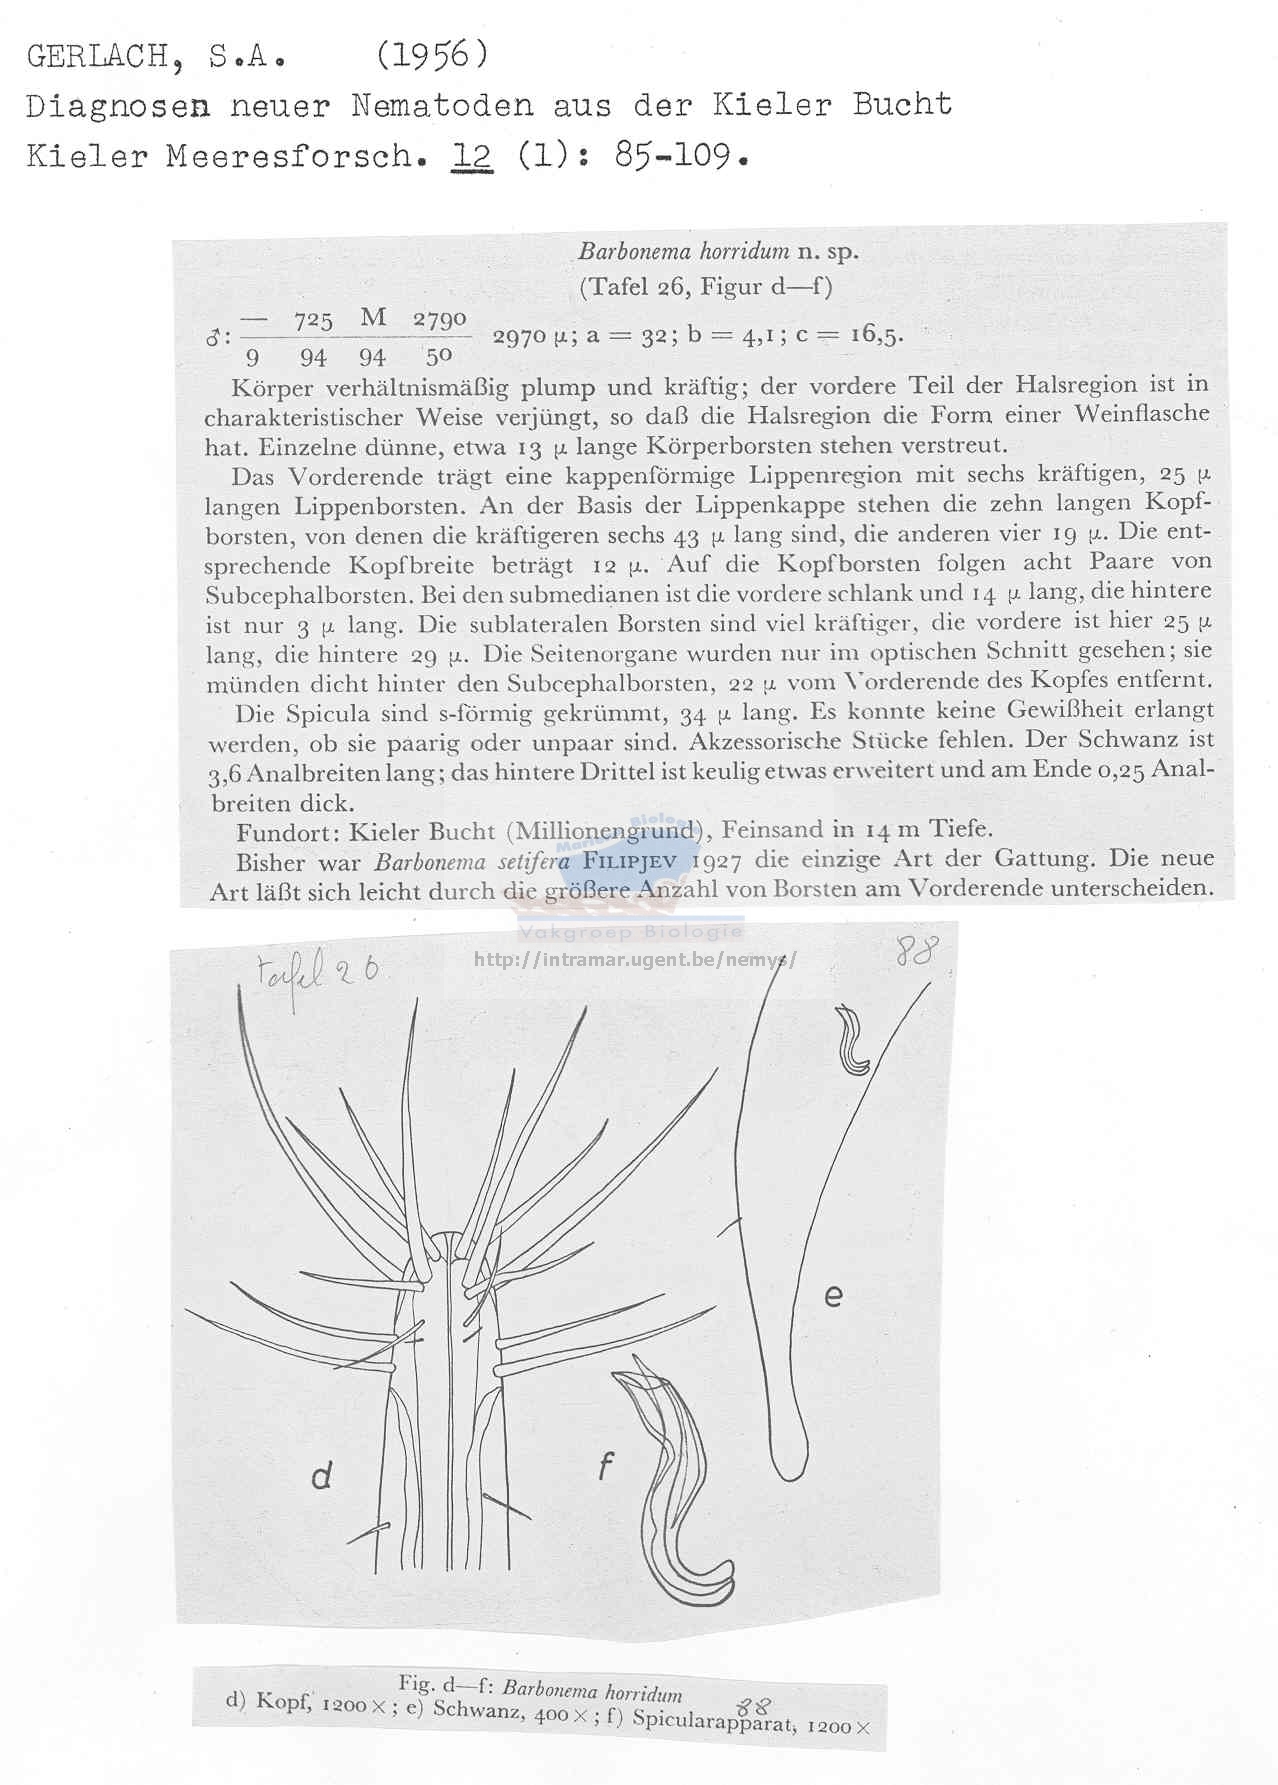 GERLACH, S.A. (1956)
Diagnosen neuer Nematoden aus der Kieler Bucht
Kieler Meeresforsch. 12 (1): 85-109.
Barbonema horridum n. sp.
(Tafel 26, Figur d—f)
— 725 M 2790
♂: 2970 µ; a = 32; b = 4,1; c = 16,5.
9 94 94 50
Körper verhältnismäßig plump und kräftig; der vordere Teil der Halsregion ist in
charakteristischer Weise verjüngt, so daß die Halsregion die Form einer Weinflasche
hat. Einzelne dünne, etwa 13 µ lange Körperborsten stehen verstreut.
Das Vorderende trägt eine kappenförmige Lippenregion mit sechs kräftigen, 25 µ
langen Lippenborsten. An der Basis der Lippenkappe stehen die zehn langen Kopf-
borsten, von denen die kräftigeren sechs 43 µ lang sind, die anderen vier 19 µ. Die ent-
sprechende Kopfbreite beträgt 12 µ. Auf die Kopfborsten folgen acht Paare von
Subcephalborsten. Bei den submedianen ist die vordere schlank und 14 µ lang, die hintere
ist nur 3 µ lang. Die sublateralen Borsten sind viel kräftiger, die vordere ist hier 25 µ
lang, die hintere 29 µ. Die Seitenorgane wurden nur im optischen Schnitt gesehen; sie
münden dicht hinter den Subcephalborsten, 22 µ vom Vorderende des Kopfes entfernt.
Die Spicula sind s-förmig gekrümmt, 34 µ lang. Es konnte keine Gewißheit erlangt
werden, ob sie paarig oder unpaar sind. Akzessorische Stücke fehlen. Der Schwanz ist
3,6 Analbreiten lang; das hintere Drittel ist keulig etwas erweitert und am Ende 0,25 Anal-
breiten dick.
Fundort: Kieler Bucht (Millionengrund), Feinsand in 14 m Tiefe.
Bisher war Barbonema setifera FILIPJEV 1927 die einzige Art der Gattung. Die neue
Art läßt sich leicht durch die größere Anzahl von Borsten am Vorderende unterscheiden.
Mariene Biologie
Vakgroep Biologie
http://intramar.ugent.be/nemys/
tafel 26
88
e
d
f
Fig. d—f: Barbonema horridum
88
d) Kopf, 1200 ×; e) Schwanz, 400 ×; f) Spicularapparat, 1200 ×